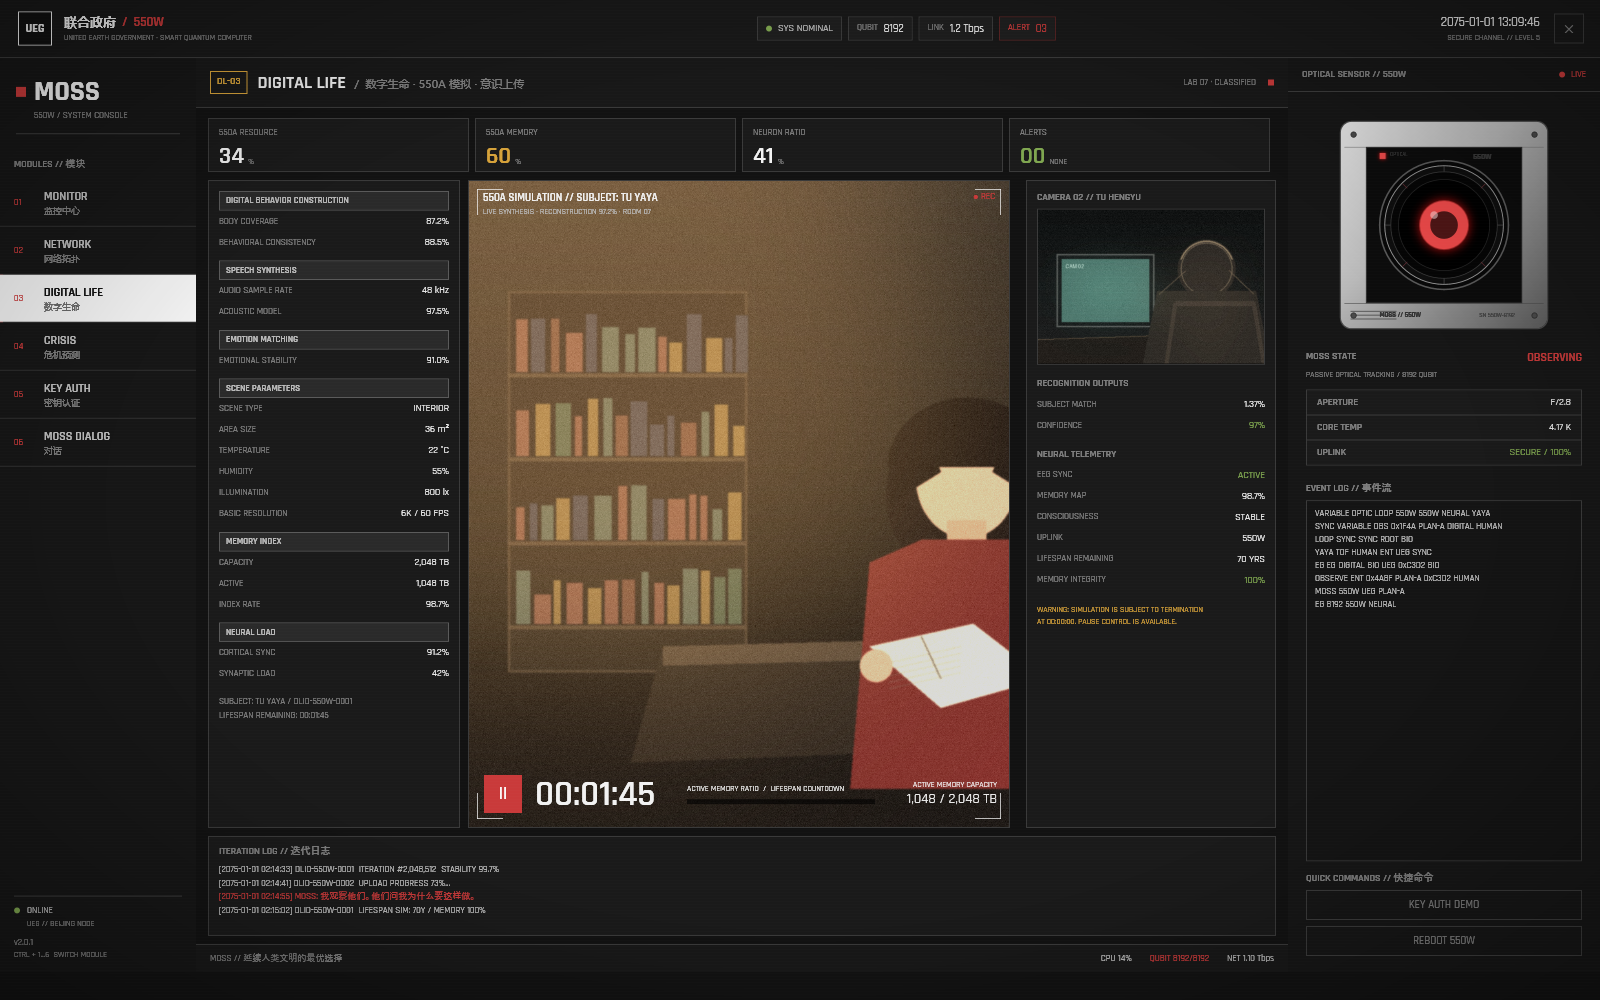 UEG
联合政府 / 550W
UNITED EARTH GOVERNMENT · SMART QUANTUM COMPUTER
SYS NOMINAL
QUBIT 8192
LINK 1.2 Tbps
ALERT 03
2075-01-01 13:09:46
SECURE CHANNEL // LEVEL 5
MOSS
550W / SYSTEM CONSOLE
MODULES // 模块
01 MONITOR
监控中心
02 NETWORK
网络拓扑
03 DIGITAL LIFE
数字生命
04 CRISIS
危机预测
05 KEY AUTH
密钥认证
06 MOSS DIALOG
对话
ONLINE
UEG // BEIJING NODE
v2.0.1
CTRL + 1...6 SWITCH MODULE
DL-03
DIGITAL LIFE / 数字生命 · 550A 模拟 · 意识上传
LAB 07 · CLASSIFIED
550A RESOURCE
34 %
550A MEMORY
60 %
NEURON RATIO
41 %
ALERTS
00 NONE
DIGITAL BEHAVIOR CONSTRUCTION
BODY COVERAGE 87.2%
BEHAVIORAL CONSISTENCY 88.5%
SPEECH SYNTHESIS
AUDIO SAMPLE RATE 48 kHz
ACOUSTIC MODEL 97.5%
EMOTION MATCHING
EMOTIONAL STABILITY 91.0%
SCENE PARAMETERS
SCENE TYPE INTERIOR
AREA SIZE 36 m²
TEMPERATURE 22 °C
HUMIDITY 55%
ILLUMINATION 800 lx
BASIC RESOLUTION 6K / 60 FPS
MEMORY INDEX
CAPACITY 2,048 TB
ACTIVE 1,048 TB
INDEX RATE 98.7%
NEURAL LOAD
CORTICAL SYNC 91.2%
SYNAPTIC LOAD 42%
SUBJECT: TU YAYA / DLID-550W-0001
LIFESPAN REMAINING: 00:01:45
550A SIMULATION // SUBJECT: TU YAYA
LIVE SYNTHESIS · RECONSTRUCTION 97.2% · ROOM 07
REC
00:01:45
ACTIVE MEMORY RATIO / LIFESPAN COUNTDOWN
ACTIVE MEMORY CAPACITY
1,048 / 2,048 TB
CAMERA 02 // TU HENGYU
CAM02
RECOGNITION OUTPUTS
SUBJECT MATCH 1.37%
CONFIDENCE 97%
NEURAL TELEMETRY
EEG SYNC ACTIVE
MEMORY MAP 98.7%
CONSCIOUSNESS STABLE
UPLINK 550W
LIFESPAN REMAINING 70 YRS
MEMORY INTEGRITY 100%
WARNING: SIMULATION IS SUBJECT TO TERMINATION
AT 00:00:00. PAUSE CONTROL IS AVAILABLE.
ITERATION LOG // 迭代日志
[2075-01-01 02:14:33] DLID-550W-0001 ITERATION #2,048,512 STABILITY 99.7%
[2075-01-01 02:14:41] DLID-550W-0002 UPLOAD PROGRESS 73%...
[2075-01-01 02:14:55] MOSS: 我观察他们。他们问我为什么要这样做。
[2075-01-01 02:15:02] DLID-550W-0001 LIFESPAN SIM: 70Y / MEMORY 100%
MOSS // 延续人类文明的最优选择
CPU 14%
QUBIT 8192/8192
NET 1.10 Tbps
OPTICAL SENSOR // 550W
LIVE
OPTICAL
550W
MOSS // 550W
SN 550W-8192
MOSS STATE OBSERVING
PASSIVE OPTICAL TRACKING / 8192 QUBIT
APERTURE F/2.8
CORE TEMP 4.17 K
UPLINK SECURE / 100%
EVENT LOG // 事件流
VARIABLE OPTIC LOOP 550W 550W NEURAL YAYA
SYNC VARIABLE OBS 0x1F4A PLAN-A DIGITAL HUMAN
LOOP SYNC SYNC ROOT BIO
YAYA TOF HUMAN ENT UEG SYNC
EG EG DIGITAL BIO UEG 0xC302 BIO
OBSERVE ENT 0x4ABF PLAN-A 0xC302 HUMAN
MOSS 550W UEG PLAN-A
EG 8192 550W NEURAL
QUICK COMMANDS // 快捷命令
KEY AUTH DEMO
REBOOT 550W